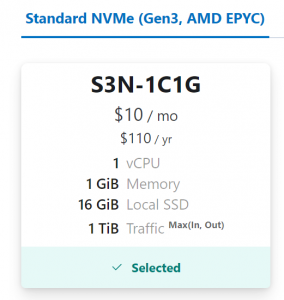 Standard NVMe (Gen3, AMD EPYC)
S3N-1C1G
$10 / mo
$110 / yr
1 vCPU
1 GiB Memory
16 GiB Local SSD
1 TiB Traffic Max(In, Out)
Selected